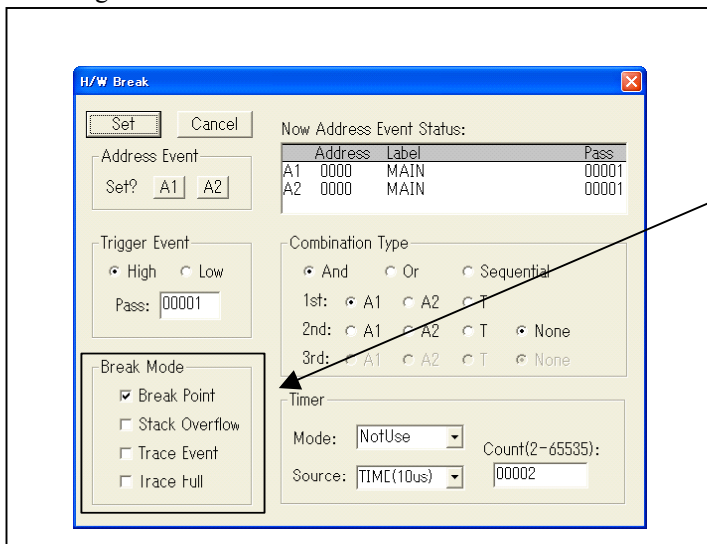 H/W Break
Set Cancel
Address Event
Set? A1 A2
Now Address Event Status:
Address Label Pass
A1 0000 MAIN 00001
A2 0000 MAIN 00001
Trigger Event
High Low
Pass: 00001
Combination Type
And Or Sequential
1st: A1 A2 T
2nd: A1 A2 T None
3rd: A1 A2 T None
Break Mode
Break Point
Stack Overflow
Trace Event
Trace Full
Timer
Mode: NotUse
Count(2-65535):
Source: TIME(10us) 00002